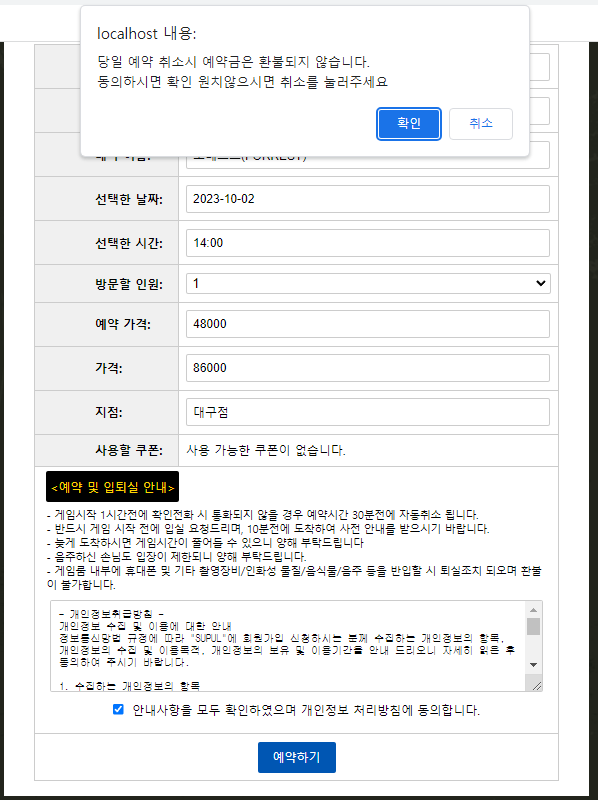 localhost 내용:
당일 예약 취소시 예약금은 환불되지 않습니다.
동의하시면 확인 원치않으시면 취소를 눌러주세요
확인 취소
선택한 날짜: 2023-10-02
선택한 시간: 14:00
방문할 인원: 1
예약 가격: 48000
가격: 86000
지점: 대구점
사용할 쿠폰: 사용 가능한 쿠폰이 없습니다.
<예약 및 입퇴실 안내>
- 게임시작 1시간전에 확인전화 시 통화되지 않을 경우 예약시간 30분전에 자동취소 됩니다.
- 반드시 게임 시작 전에 입실 요청드리며, 10분전에 도착하여 사전 안내를 받으시기 바랍니다.
- 늦게 도착하시면 게임시간이 줄어들 수 있으니 양해 부탁드립니다
- 음주하신 손님도 입장이 제한되니 양해 부탁드립니다.
- 게임룸 내부에 휴대폰 및 기타 촬영장비/인화성 물질/음식물/음주 등을 반입할 시 퇴실조치 되오며 환불
이 불가합니다.
- 개인정보취급방침 -
개인정보 수집 및 이용에 대한 안내
정보통신망법 규정에 따라 "SUPUL"에 회원가입 신청하시는 분께 수집하는 개인정보의 항목,
개인정보의 수집 및 이용목적, 개인정보의 보유 및 이용기간을 안내 드리오니 자세히 읽은 후
동의하여 주시기 바랍니다.
1. 수집하는 개인정보의 항목
안내사항을 모두 확인하였으며 개인정보 처리방침에 동의합니다.
예약하기